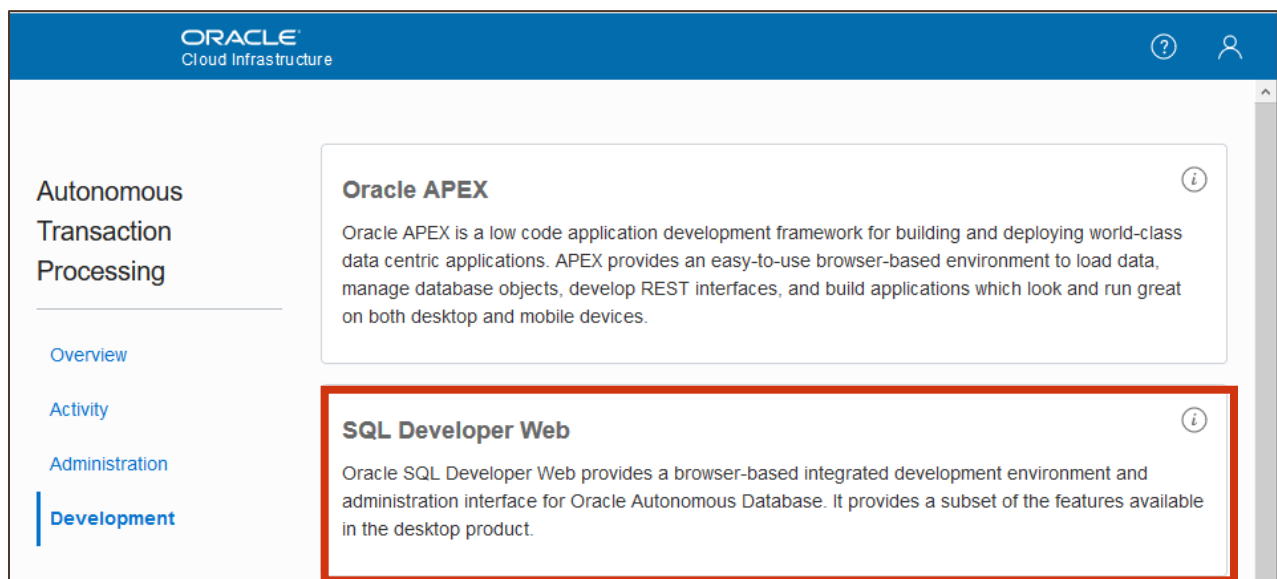 ORACLE
Cloud Infrastructure
Autonomous
Transaction
Processing
Overview
Activity
Administration
Development
Oracle APEX
Oracle APEX is a low code application development framework for building and deploying world-class
data centric applications. APEX provides an easy-to-use browser-based environment to load data,
manage database objects, develop REST interfaces, and build applications which look and run great
on both desktop and mobile devices.
SQL Developer Web
Oracle SQL Developer Web provides a browser-based integrated development environment and
administration interface for Oracle Autonomous Database. It provides a subset of the features available
in the desktop product.